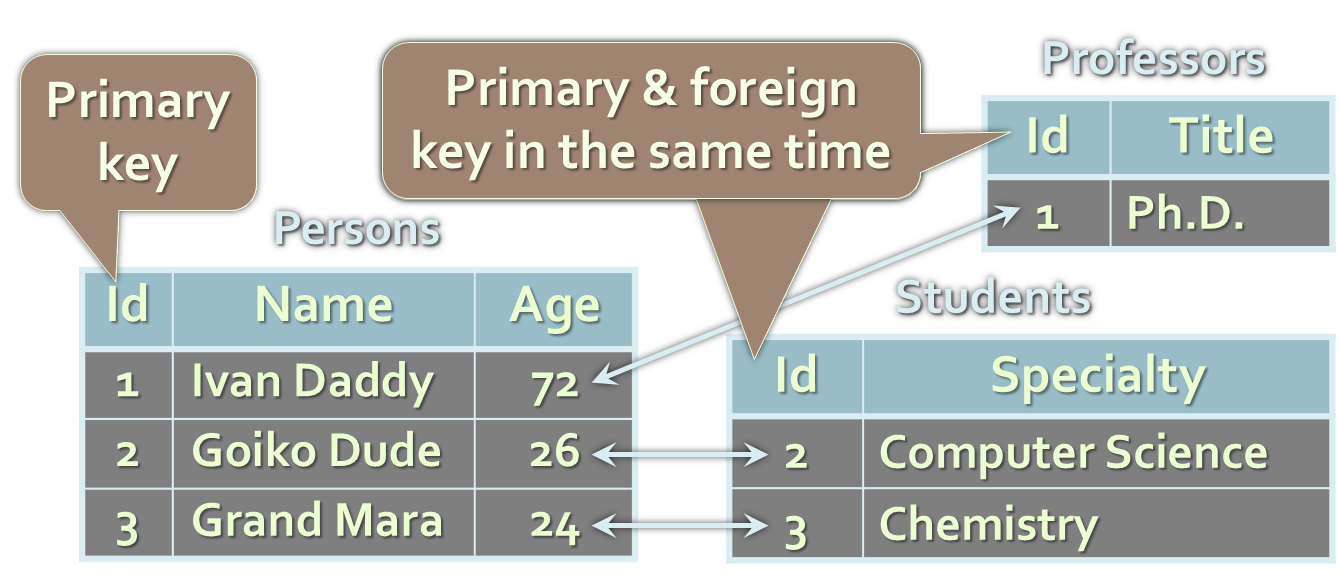 Primary
key
Primary & foreign
key in the same time
Professors
Id Title
1 Ph.D.
Persons
Id Name Age
1 Ivan Daddy 72
2 Goiko Dude 26
3 Grand Mara 24
Students
Id Specialty
2 Computer Science
3 Chemistry